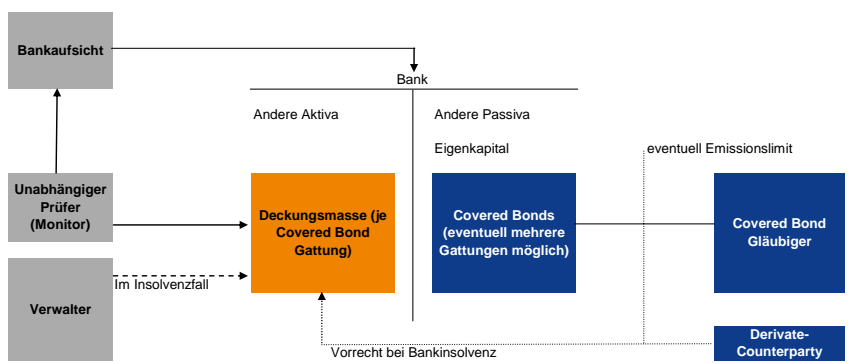 Bankaufsicht
Bank
Andere Aktiva
Andere Passiva
Eigenkapital
eventuell Emissionslimit
Unabhängiger
Prüfer
(Monitor)
Deckungsmasse (je
Covered Bond
Gattung)
Covered Bonds
(eventuell mehrere
Gattungen möglich)
Covered Bond
Gläubiger
Im Insolvenzfall
Verwalter
Vorrecht bei Bankinsolvenz
Derivate-
Counterparty